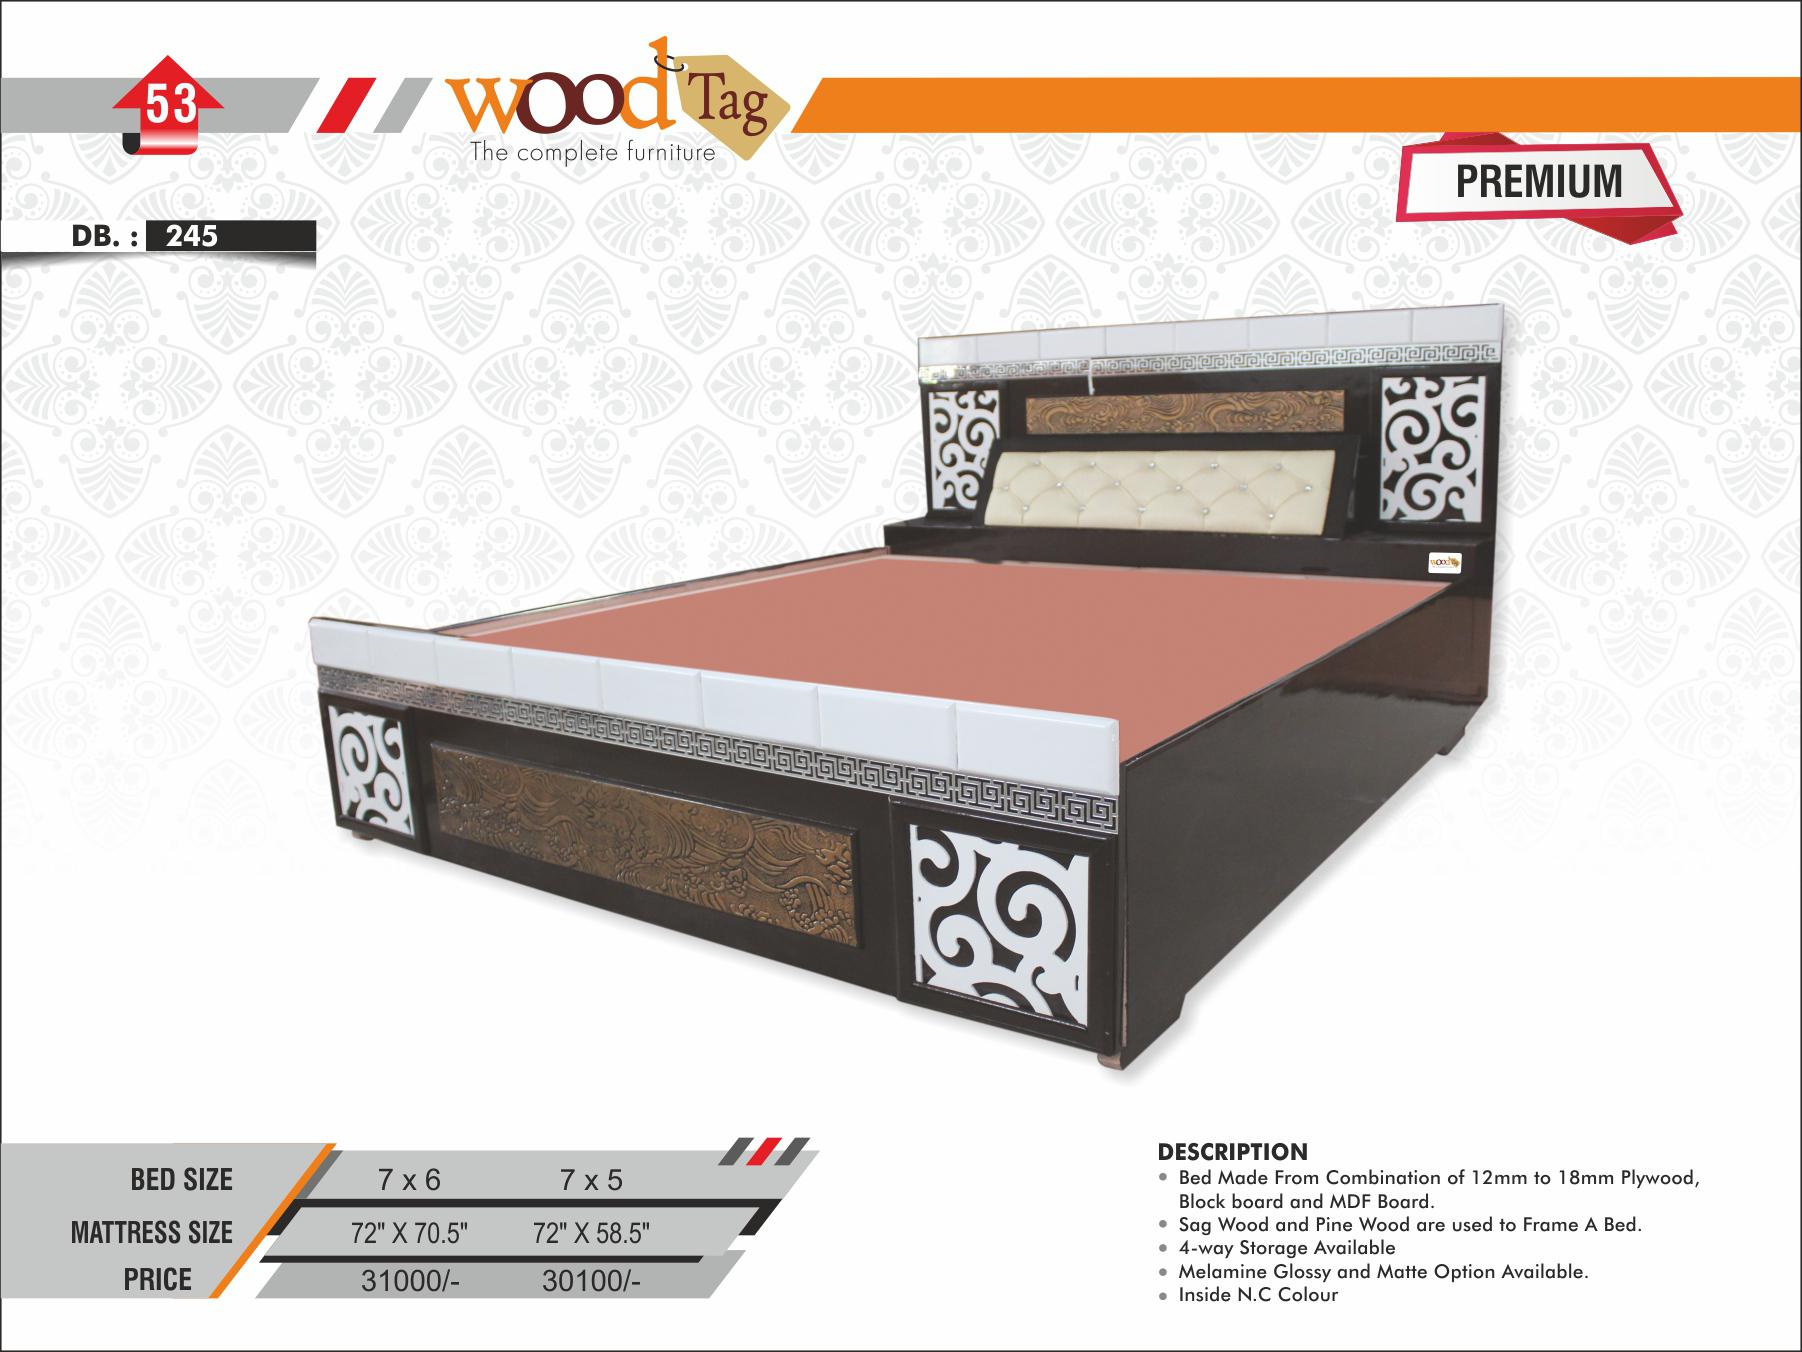 53
wood Tag
The complete furniture
PREMIUM
DB. : 245
wood
BED SIZE 7 x 6 7 x 5
MATTRESS SIZE 72" X 70.5" 72" X 58.5"
PRICE 31000/- 30100/-
DESCRIPTION
• Bed Made From Combination of 12mm to 18mm Plywood,
Block board and MDF Board.
• Sag Wood and Pine Wood are used to Frame A Bed.
• 4-way Storage Available
• Melamine Glossy and Matte Option Available.
• Inside N.C Colour